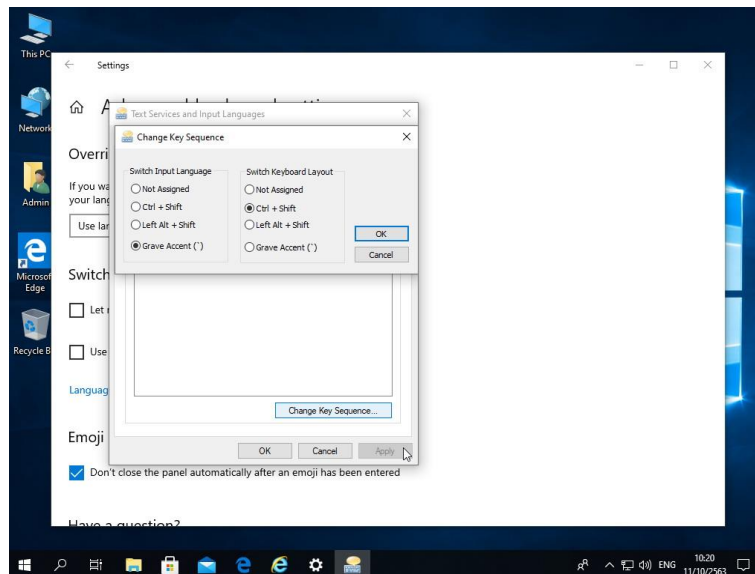 This PC
Settings
Network
Text Services and Input Languages
Change Key Sequence
Overri
Switch Input Language
Switch Keyboard Layout
If you wa
Not Assigned
Not Assigned
Admin
your lang
Ctrl + Shift
Ctrl + Shift
Use lan
Left Alt + Shift
Left Alt + Shift
OK
Grave Accent (`)
Grave Accent (`)
Cancel
Microsoft
Edge
Switch
Let
Recycle B
Use
Languag
Change Key Sequence...
Emoji
OK
Cancel
Apply
Don't close the panel automatically after an emoji has been entered
Have a question?
ENG
10:20
11/10/2563